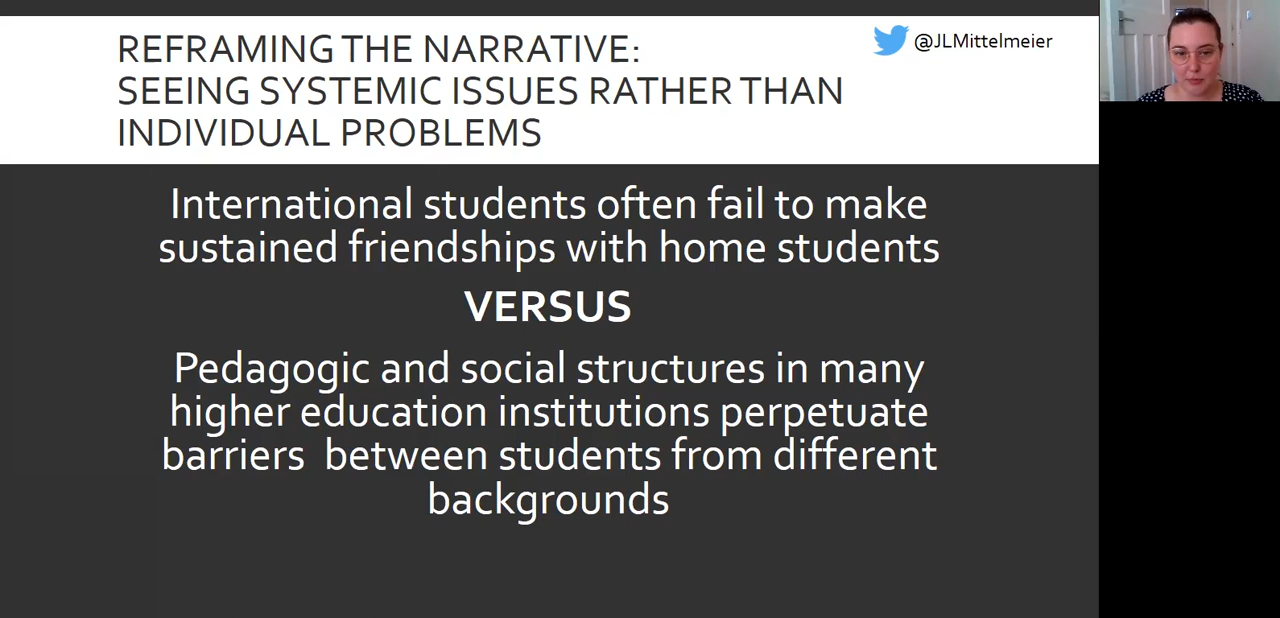 REFRAMING THE NARRATIVE:
SEEING SYSTEMIC ISSUES RATHER THAN
INDIVIDUAL PROBLEMS
@JLMittelmeier
International students often fail to make
sustained friendships with home students
VERSUS
Pedagogic and social structures in many
higher education institutions perpetuate
barriers  between students from different
backgrounds